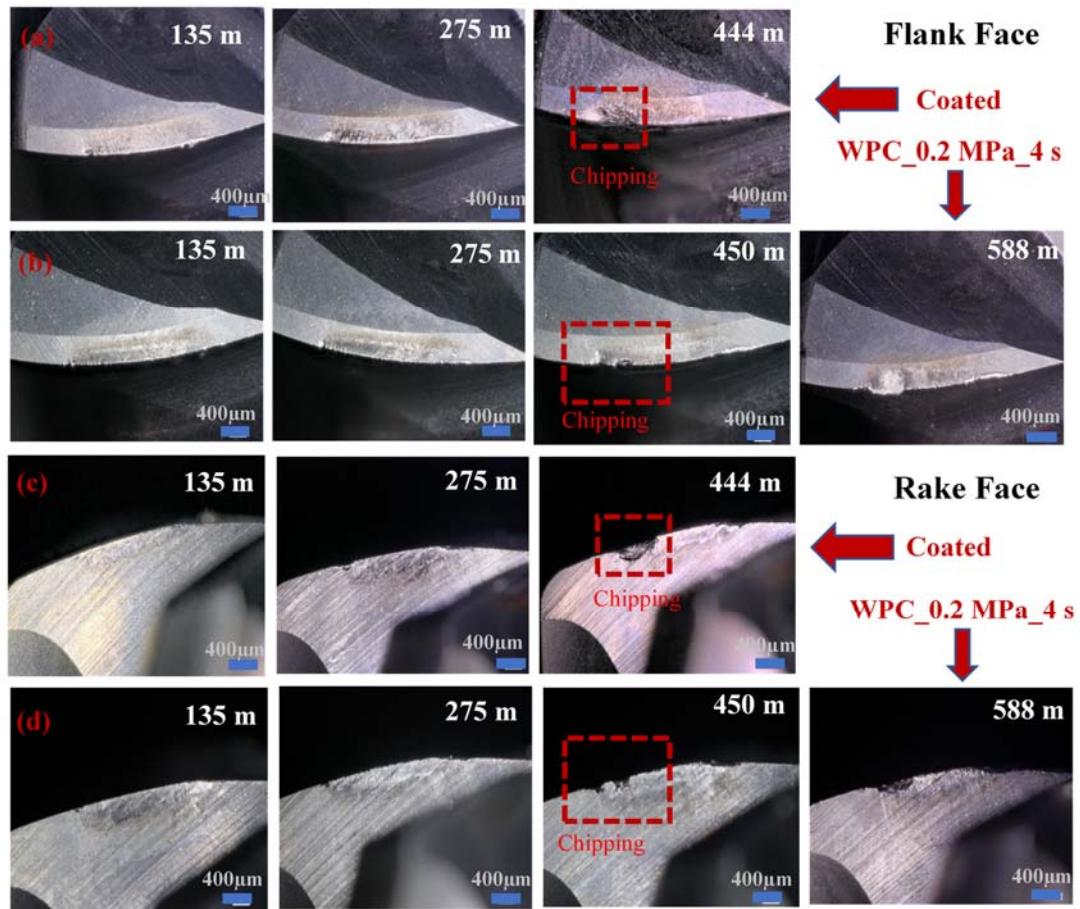 (a)
135 m
275 m
444 m
Flank Face
Coated
WPC_0.2 MPa_4 s
Chipping
400µm
400µm
400µm
(b)
135 m
275 m
450 m
588 m
Chipping
400µm
400µm
400µm
400µm
(c)
135 m
275 m
444 m
Rake Face
Coated
WPC_0.2 MPa_4 s
Chipping
400µm
400µm
400µm
(d)
135 m
275 m
450 m
588 m
Chipping
400µm
400µm
400µm
400µm